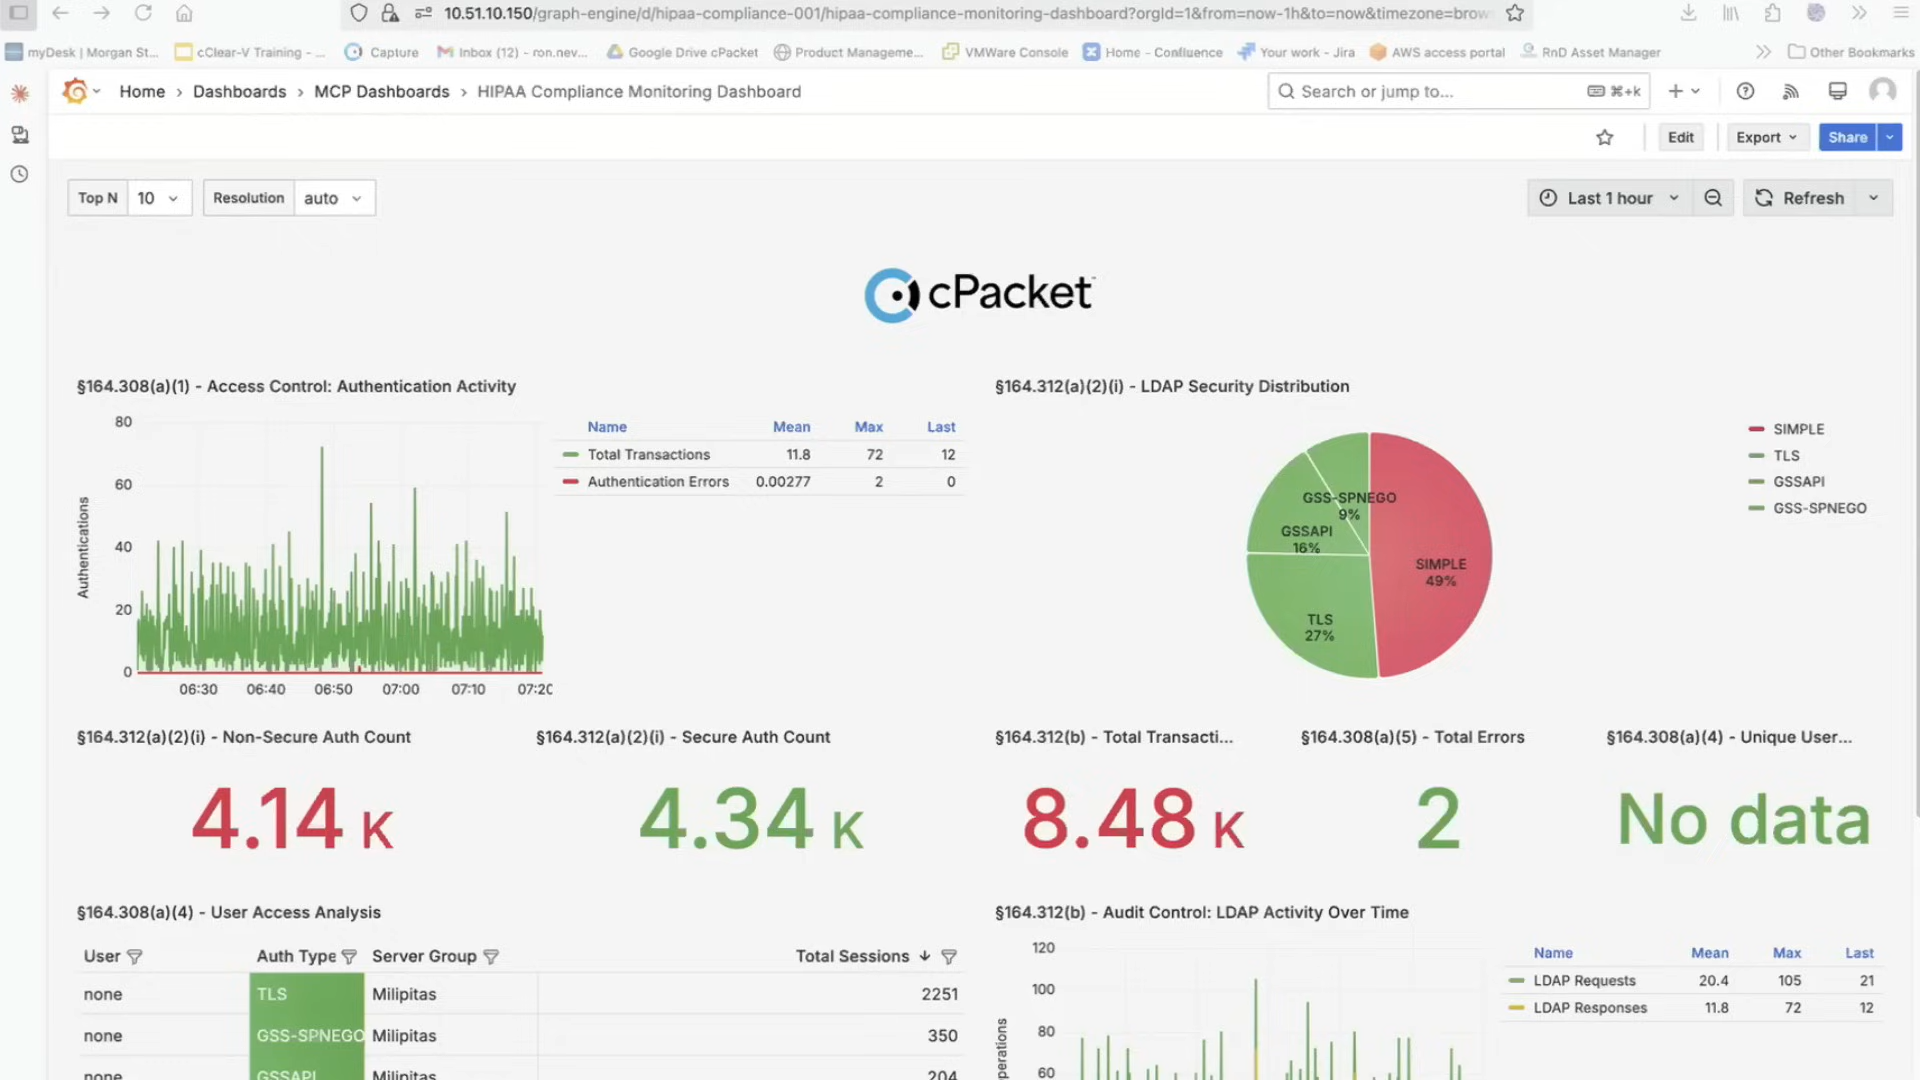 10.51.10.150/graph-engine/d/hipaa-compliance-001/hipaa-compliance-monitoring-dashboard?orgId=1&from=now-1h&to=now&timezone=brow
myDesk | Morgan St... cClear-V Training - ... Capture Inbox (12) - ron.nev... Google Drive cPacket Product Manageme... VMWare Console Home - Confluence Your work - Jira AWS access portal RnD Asset Manager Other Bookmarks
Home › Dashboards › MCP Dashboards › HIPAA Compliance Monitoring Dashboard Search or jump to... ⌘+k
Edit Export Share
Top N 10 Resolution auto Last 1 hour Refresh
cPacket
§164.308(a)(1) - Access Control: Authentication Activity
Authentications
80
60
40
20
0
06:30 06:40 06:50 07:00 07:10 07:20
Name Mean Max Last
Total Transactions 11.8 72 12
Authentication Errors 0.00277 2 0
§164.312(a)(2)(i) - LDAP Security Distribution
GSS-SPNEGO
9%
GSSAPI
16%
SIMPLE
49%
TLS
27%
SIMPLE
TLS
GSSAPI
GSS-SPNEGO
§164.312(a)(2)(i) - Non-Secure Auth Count
4.14 K
§164.312(a)(2)(i) - Secure Auth Count
4.34 K
§164.312(b) - Total Transacti...
8.48 K
§164.308(a)(5) - Total Errors
2
§164.308(a)(4) - Unique User...
No data
§164.308(a)(4) - User Access Analysis
User Auth Type Server Group Total Sessions ↓
none TLS Milipitas 2251
none GSS-SPNEGO Milipitas 350
none GSSAPI Milipitas 204
§164.312(b) - Audit Control: LDAP Activity Over Time
120
100
80
60
perations
Name Mean Max Last
LDAP Requests 20.4 105 21
LDAP Responses 11.8 72 12